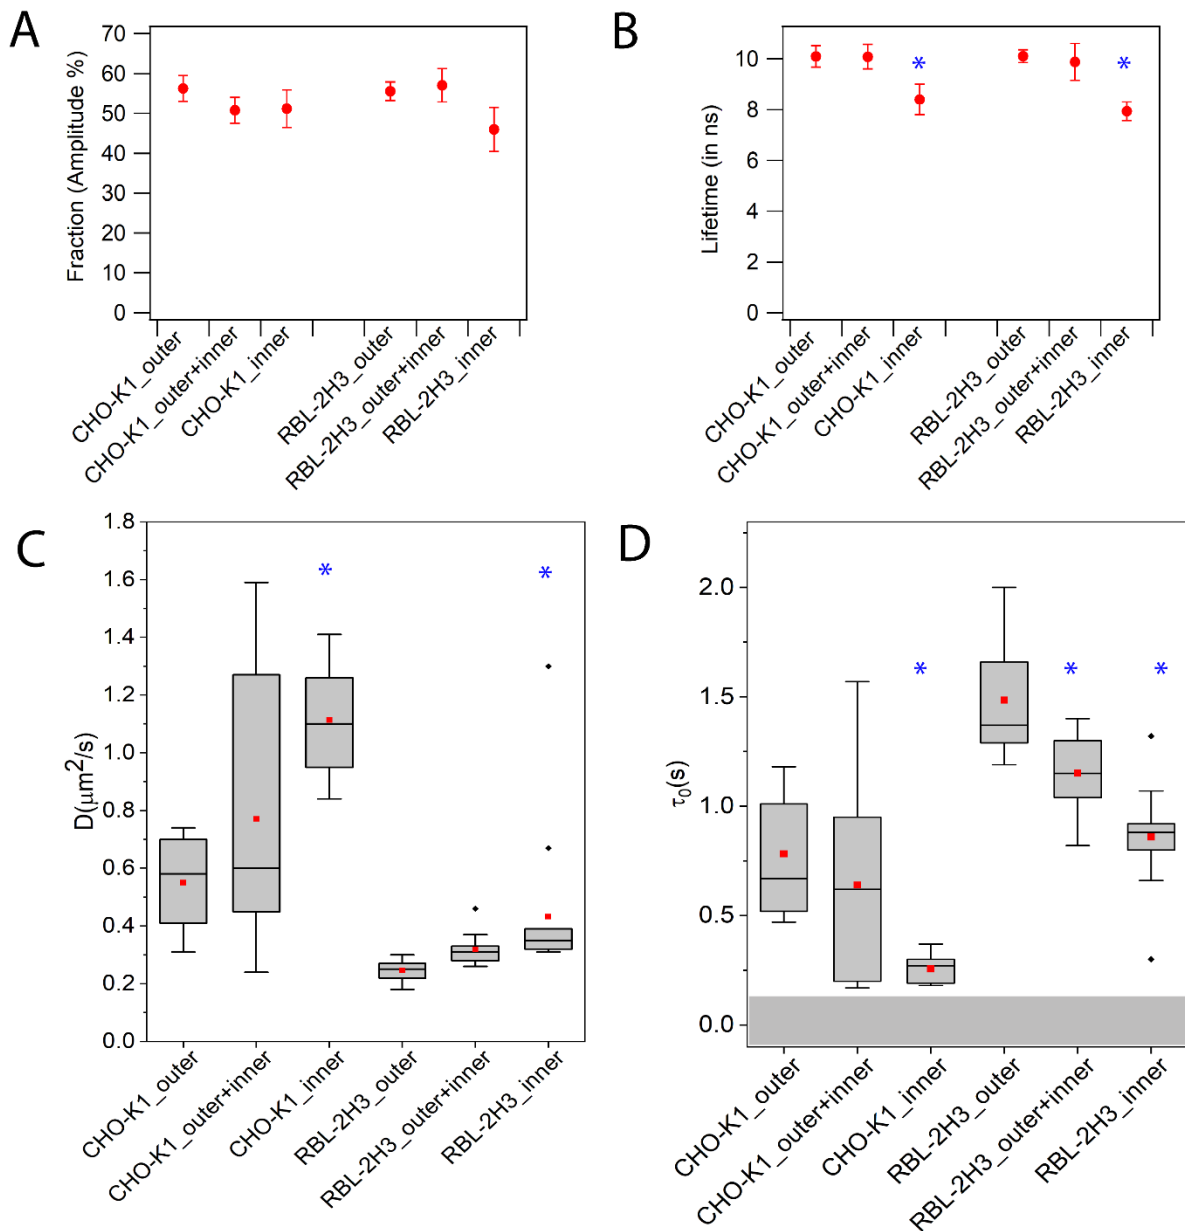 A
Fraction (Amplitude %)
70
60
50
40
30
20
10
0
CHO-K1_outer
CHO-K1_outer+inner
CHO-K1_inner
RBL-2H3_outer
RBL-2H3_outer+inner
RBL-2H3_inner
B
Lifetime (in ns)
10
8
6
4
2
0
*
*
CHO-K1_outer
CHO-K1_outer+inner
CHO-K1_inner
RBL-2H3_outer
RBL-2H3_outer+inner
RBL-2H3_inner
C
D(μm²/s)
1.8
1.6
1.4
1.2
1.0
0.8
0.6
0.4
0.2
0.0
*
*
CHO-K1_outer
CHO-K1_outer+inner
CHO-K1_inner
RBL-2H3_outer
RBL-2H3_outer+inner
RBL-2H3_inner
D
τ₀(s)
2.0
1.5
1.0
0.5
0.0
*
*
*
CHO-K1_outer
CHO-K1_outer+inner
CHO-K1_inner
RBL-2H3_outer
RBL-2H3_outer+inner
RBL-2H3_inner